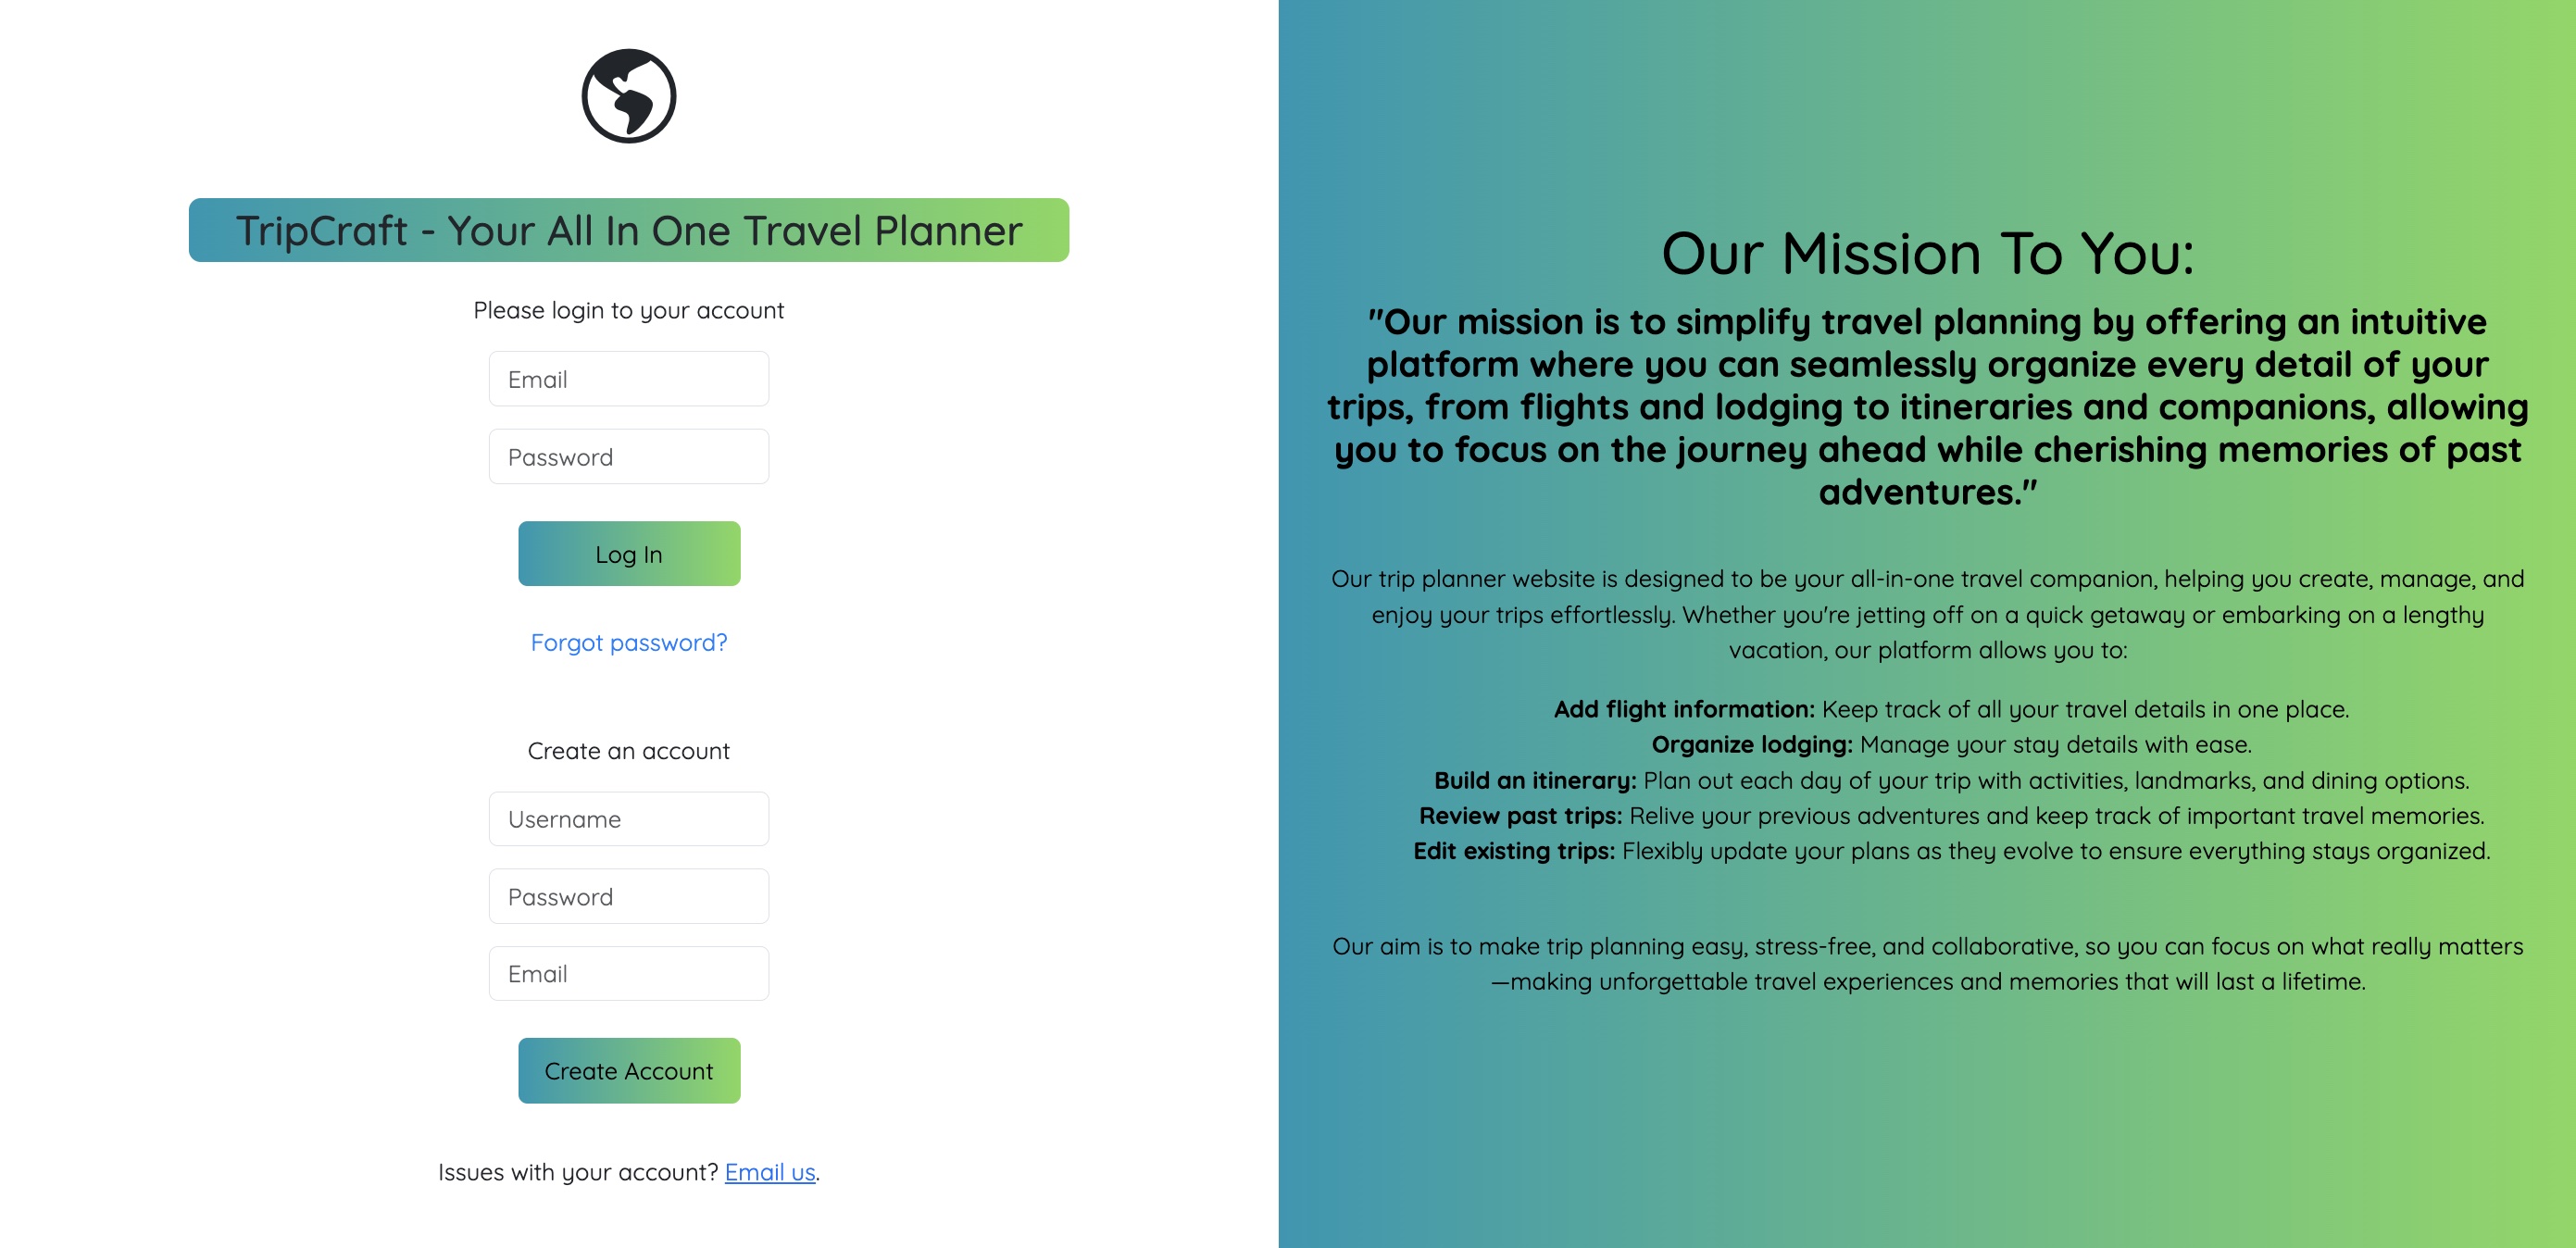 TripCraft - Your All In One Travel Planner
Please login to your account
Email
Password
Log In
Forgot password?
Create an account
Username
Password
Email
Create Account
Issues with your account? Email us.
Our Mission To You:
"Our mission is to simplify travel planning by offering an intuitive
platform where you can seamlessly organize every detail of your
trips, from flights and lodging to itineraries and companions, allowing
you to focus on the journey ahead while cherishing memories of past
adventures."
Our trip planner website is designed to be your all-in-one travel companion, helping you create, manage, and
enjoy your trips effortlessly. Whether you're jetting off on a quick getaway or embarking on a lengthy
vacation, our platform allows you to:
Add flight information: Keep track of all your travel details in one place.
Organize lodging: Manage your stay details with ease.
Build an itinerary: Plan out each day of your trip with activities, landmarks, and dining options.
Review past trips: Relive your previous adventures and keep track of important travel memories.
Edit existing trips: Flexibly update your plans as they evolve to ensure everything stays organized.
Our aim is to make trip planning easy, stress-free, and collaborative, so you can focus on what really matters
—making unforgettable travel experiences and memories that will last a lifetime.